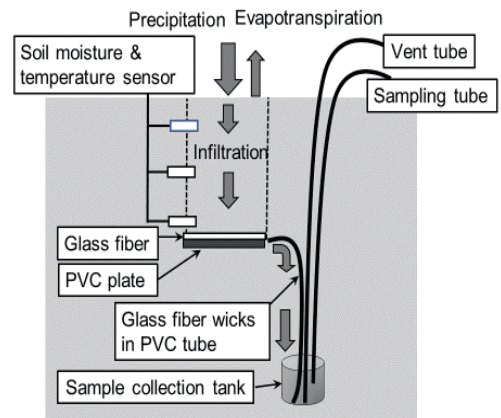 Precipitation Evapotranspiration
Soil moisture &
temperature sensor
Vent tube
Sampling tube
Infiltration
Glass fiber
PVC plate
Glass fiber wicks
in PVC tube
Sample collection tank